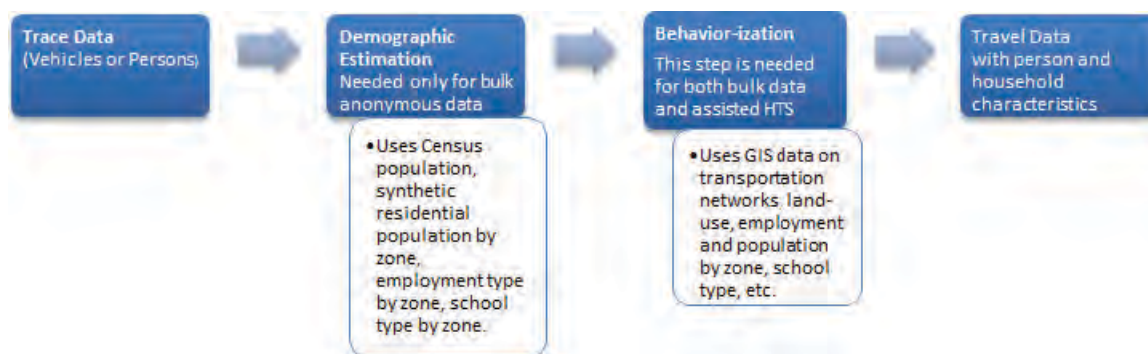 Trace Data
(Vehicles or Persons)
Demographic
Estimation
Needed only for bulk
anonymous data
•Uses Census
population,
synthetic
residential
population by
zone,
employment type
by zone, school
type by zone.
Behavior-ization
This step is needed
for both bulk data
and assisted HTS
•Uses GIS data on
transportation
networks, land-
use, employment
and population
by zone, school
type, etc.
Travel Data
with person and
household
characteristics